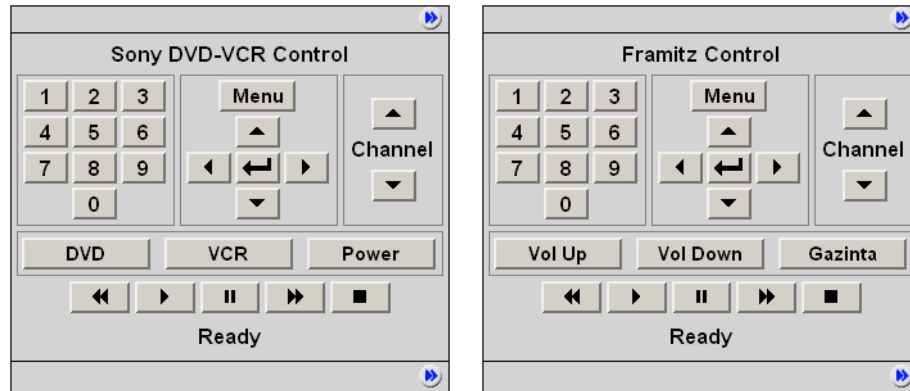 Sony DVD-VCR Control
1 2 3
4 5 6
7 8 9
0
Menu
Channel
DVD VCR Power
Ready
Framitz Control
1 2 3
4 5 6
7 8 9
0
Menu
Channel
Vol Up Vol Down Gazinta
Ready